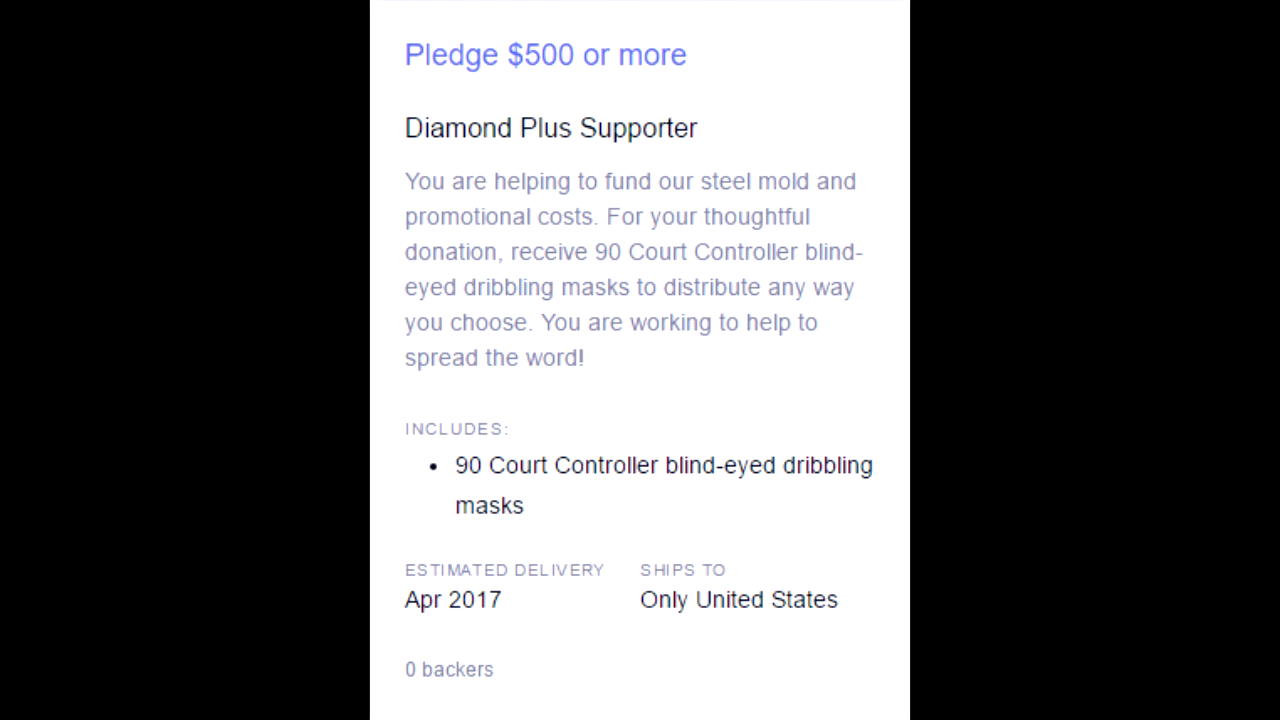 Pledge $500 or more
Diamond Plus Supporter
You are helping to fund our steel mold and
promotional costs. For your thoughtful
donation, receive 90 Court Controller blind-
eyed dribbling masks to distribute any way
you choose. You are working to help to
spread the word!
INCLUDES:
• 90 Court Controller blind-eyed dribbling
masks
ESTIMATED DELIVERY SHIPS TO
Apr 2017 Only United States
0 backers